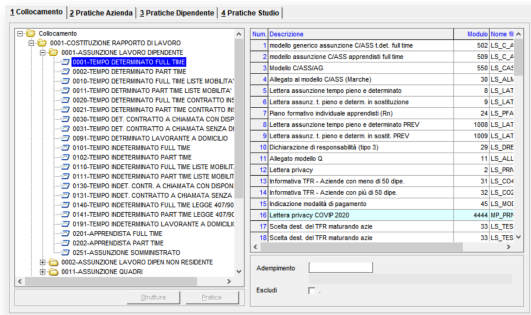 1 Collocamento 2 Pratiche Azienda 3 Pratiche Dipendente 4 Pratiche Studio
Collocamento
0001-COSTITUZIONE RAPPORTO DI LAVORO
0001-ASSUNZIONE LAVORO DIPENDENTE
0001-TEMPO DETERMINATO FULL TIME
0002-TEMPO DETERMINATO PART TIME
0010-TEMPO DETERMINATO FULL TIME LISTE MOBILITA'
0011-TEMPO DETRMINATO PART TIME LISTE MOBILITA'
0020-TEMPO DETERMINATO FULL TIME CONTRATTO INS
0021-TEMPO DETERMINATO PART TIME CONTRATTO INS
0030-TEMPO DET. CONTRATTO A CHIAMATA CON DISP
0031-TEMPO DET. CONTRATTO A CHIAMATA SENZA DI
0091-TEMPO DETRMINATO LAVORANTE A DOMICILIO
0101-TEMPO INDETERMINATO FULL TIME
0102-TEMPO INDETERMINATO PART TIME
0110-TEMPO INDETERMINATO FULL TIME LISTE MOBILIT
0111-TEMPO INDETERMINATO PART TIME LISTE MOBILIT.
0130-TEMPO INDET. CONTR. A CHIAMATA CON DISPON
0131-TEMPO INDET. CONTRATTO A CHIAMATA SENZA
0140-TEMPO INDETERMINATO FULL TIME LEGGE 407/90
0141-TEMPO INDETERMINATO PART TIME LEGGE 407/90
0191-TEMPO INDETERMINATO LAVORANTE A DOMICILIO
0201-APPRENDISTA FULL TIME
0202-APPRENDISTA PART TIME
0251-ASSUNZIONE SOMMINISTRATO
0002-ASSUNZIONE LAVORO DIPEN NON RESIDENTE
0011-ASSUNZIONE QUADRI
Struttura Pratica
Num. Descrizione Modulo Nome fil
1 modello generico assunzione C/ASS t.det. full time 502 LS_C_A
2 modello assunzione C/ASS apprendisti full time 509 LS_C_A
3 Modello C/ASS/AG 550 LS_CAS
4 Allegato al modello C/ASS (Marche) 30 LS_ALM
5 Lettera assunzione tempo pieno e determinato 8 LS_LAT
6 Lettera assunz. t. pieno e determ. in sostituzione 9 LS_LAT
7 Piano formativo individuale apprendisti (Rn) 24 LS_PFA
8 Lettera assunzione tempo pieno e determinato PREV 1008 LS_LAT
9 Lettera assunz. t. pieno e determ. in sostit. PREV 1009 LS_LAT
10 Dichiarazione di responsabilità (tipo 3) 29 LS_DRE
11 Allegato modello Q 11 LS_ALL
12 Lettera privacy 2 LS_PRN
13 Informativa TFR - Aziende con meno di 50 dipe. 31 LS_CO4
14 Informativa TFR - Aziende con più di 50 dipe. 32 LS_CO2
15 Indicazione modalità di pagamento 45 LS_MOD
16 Lettera privacy COVIP 2020 4444 MP_PRN
17 Scelta dest. del TFR maturando azie 33 LS_TES
18 Scelta dest. del TFR maturando azie 33 LS_TES
Adempimento
Escludi